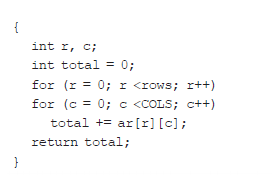 {
int r, c;
int total = 0;
for (r = 0; r <rows; r++)
for (c = 0; c <COLS; c++)
total += ar[r][c];
return total;
}